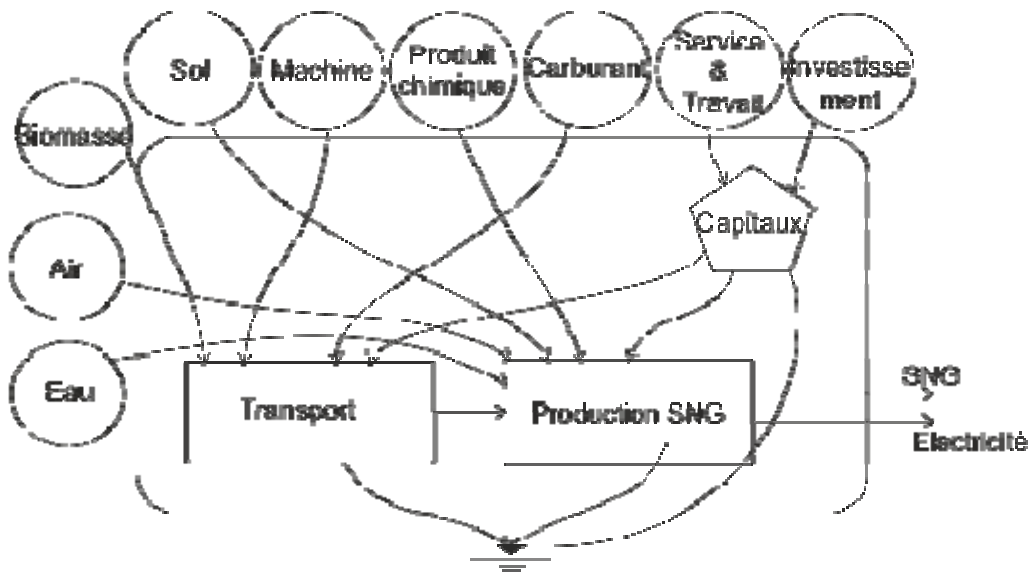 Sol
Machine
Produit
chimique
Carburant
Service
&
Travail
Investisse
ment
Biomasse
Capitaux
Air
Eau
Transport
Production SNG
SNG
Electricité